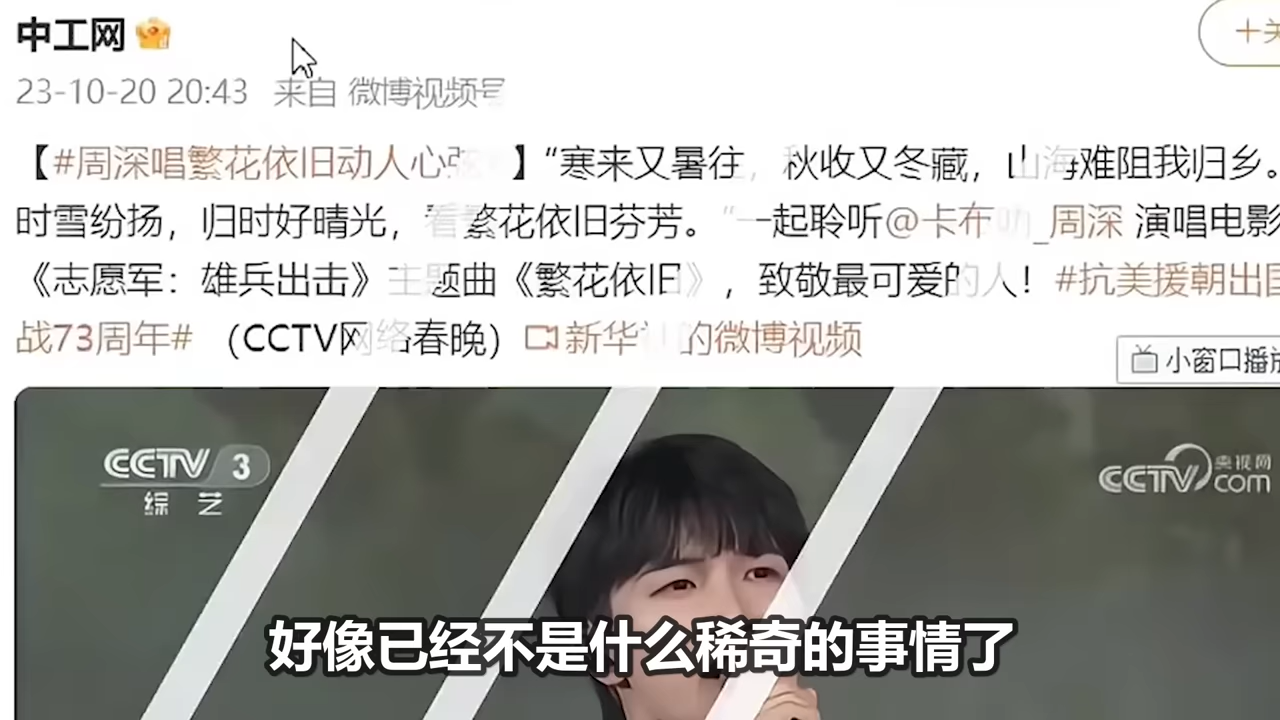 中工网
十关
23-10-20 20:43 来自 微博视频号
【#周深唱繁花依旧动人心 】“寒来又暑往，秋收又冬藏，山海难阻我归乡。
时雪纷扬，归时好晴光，看繁花依旧芬芳。“一起聆听@卡布叻_周深 演唱电影
《志愿军：雄兵出击》主题曲《繁花依旧》，致敬最可爱的人！#抗美援朝出国
战73周年# （CCTV网络春晚） 新华社的微博视频
小窗口播放
CCTV 3
综艺
CCTV 央视网
com
好像已经不是什么稀奇的事情了